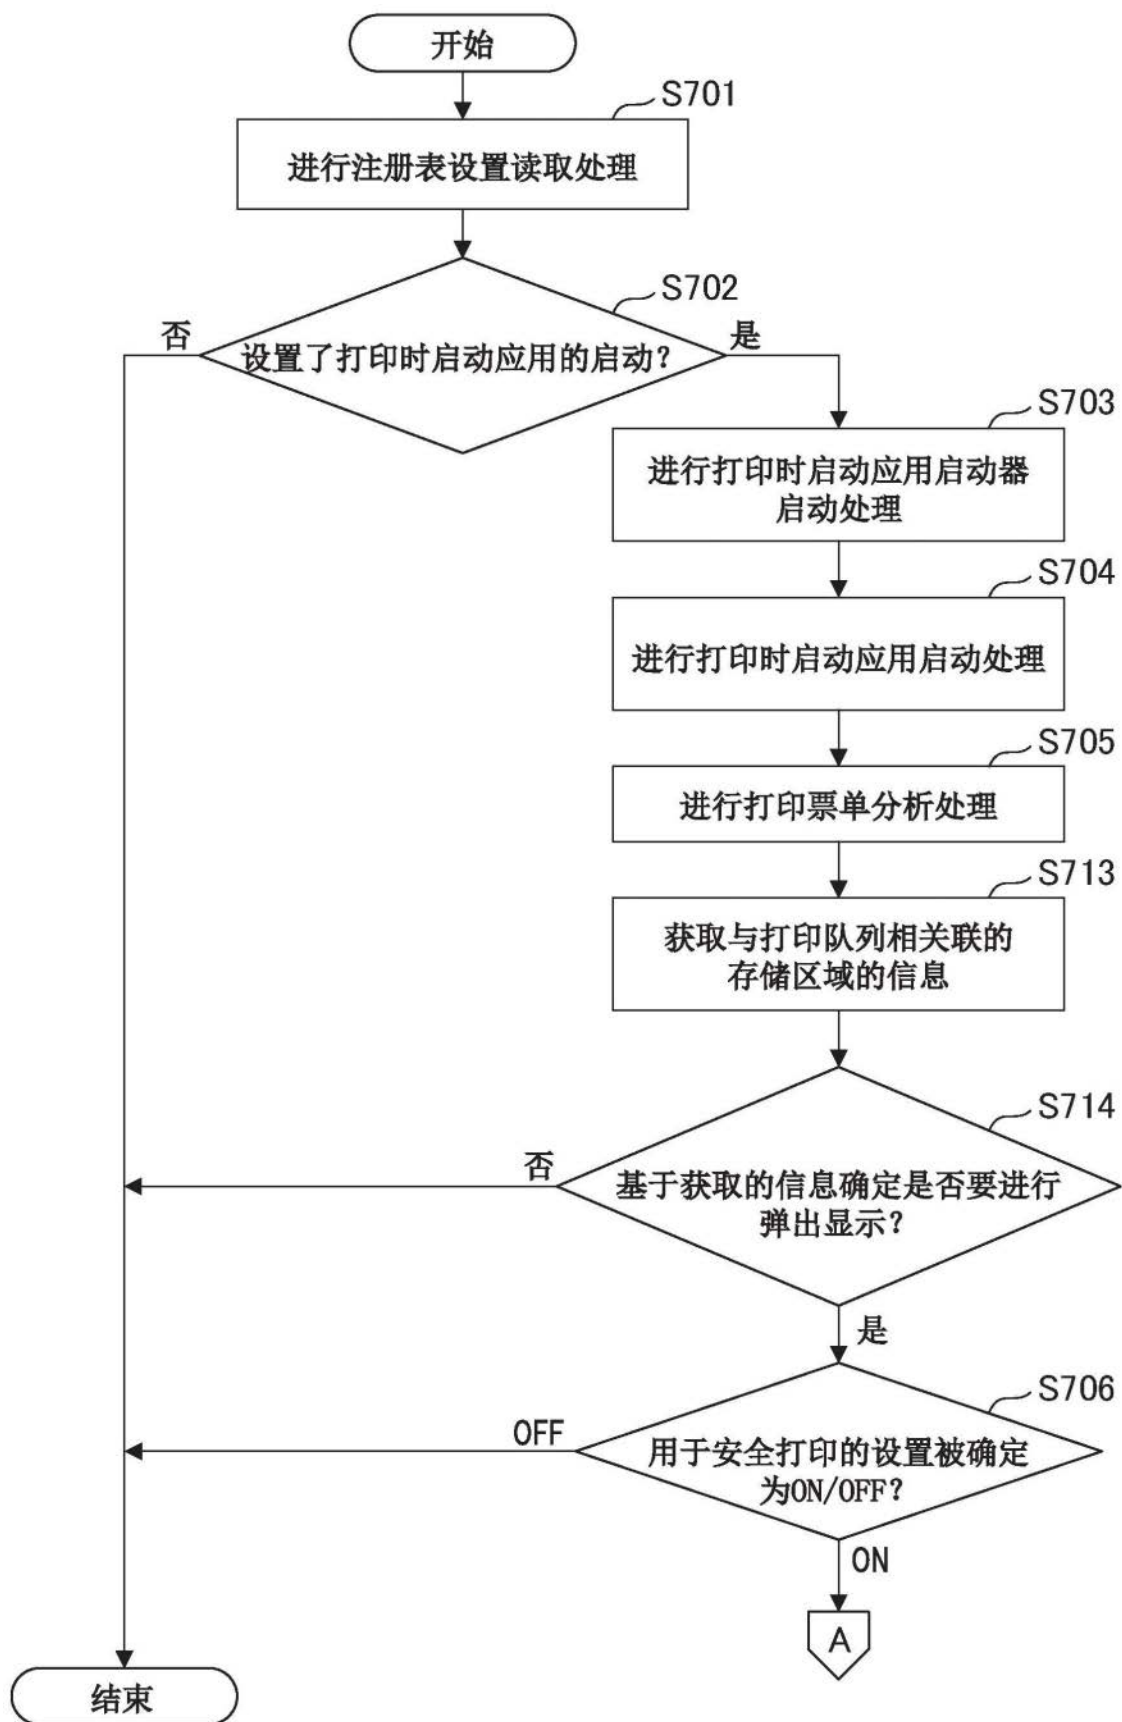 开始
S701
进行注册表设置读取处理
S702
否
是
设置了打印时启动应用的启动?
S703
进行打印时启动应用启动器
启动处理
S704
进行打印时启动应用启动处理
S705
进行打印票单分析处理
S713
获取与打印队列相关联的
存储区域的信息
S714
否
基于获取的信息确定是否要进行
弹出显示?
是
S706
OFF
用于安全打印的设置被确定
为ON/OFF?
ON
A
结束